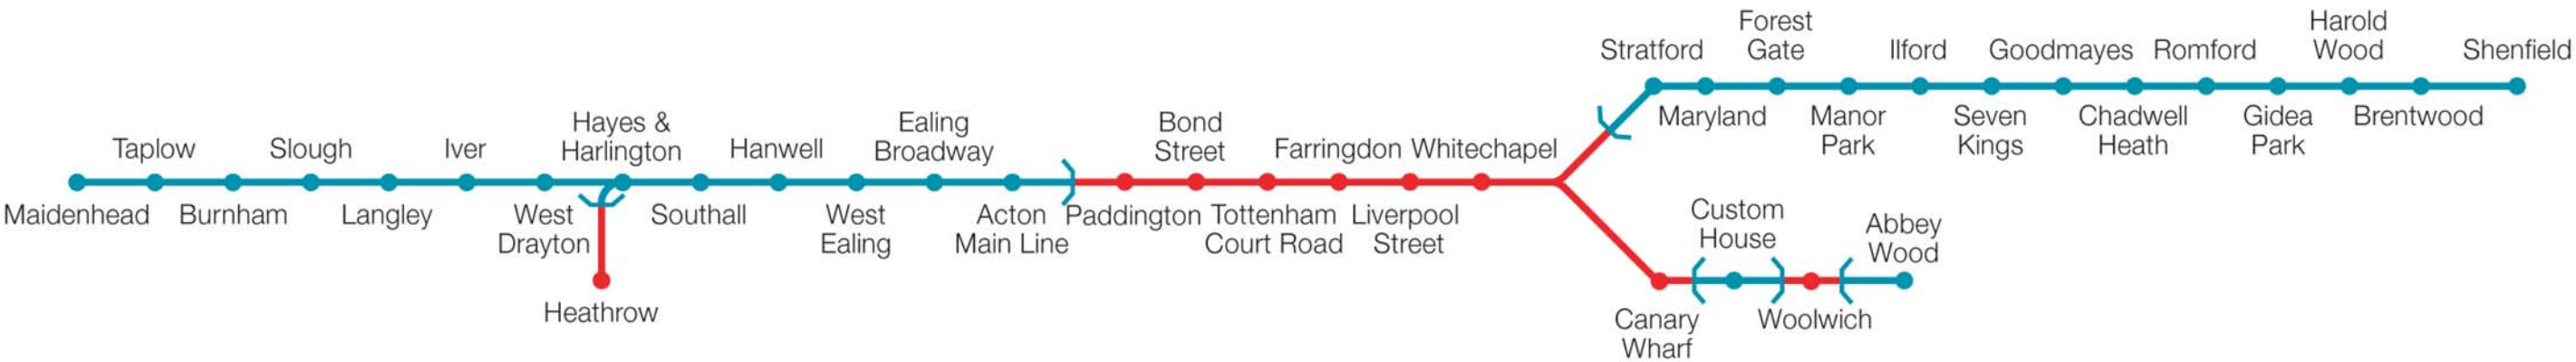 Maidenhead
Taplow
Burnham
Slough
Langley
Iver
West
Drayton
Hayes &
Harlington
Heathrow
Southall
Hanwell
West
Ealing
Ealing
Broadway
Acton
Main Line
Paddington
Bond
Street
Tottenham
Court Road
Farringdon
Liverpool
Street
Whitechapel
Stratford
Maryland
Forest
Gate
Manor
Park
Ilford
Seven
Kings
Goodmayes
Chadwell
Heath
Romford
Gidea
Park
Harold
Wood
Brentwood
Shenfield
Canary
Wharf
Custom
House
Woolwich
Abbey
Wood